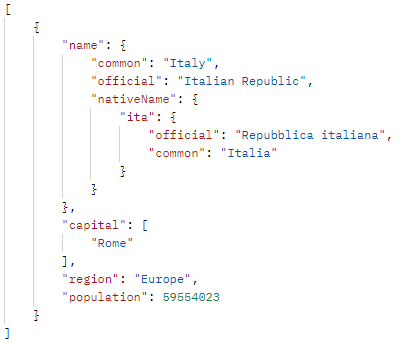 [
    {
        "name": {
            "common": "Italy",
            "official": "Italian Republic",
            "nativeName": {
                "ita": {
                    "official": "Repubblica italiana",
                    "common": "Italia"
                }
            }
        },
        "capital": [
            "Rome"
        ],
        "region": "Europe",
        "population": 59554023
    }
]